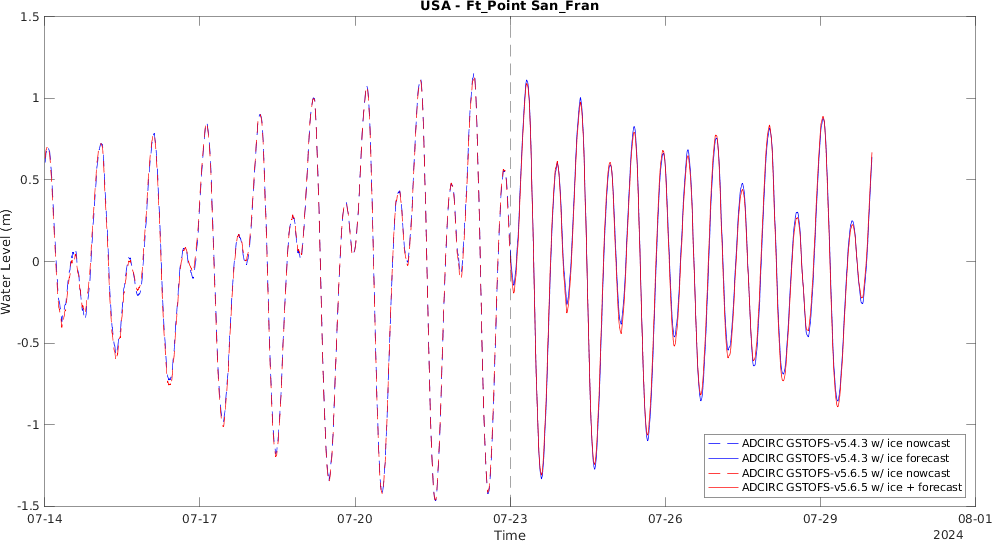 USA - Ft_Point San_Fran
1.5
1
0.5
0
-0.5
-1
-1.5
Water Level (m)
ADCIRC GSTOFS-v5.4.3 w/ ice nowcast
ADCIRC GSTOFS-v5.4.3 w/ ice forecast
ADCIRC GSTOFS-v5.6.5 w/ ice nowcast
ADCIRC GSTOFS-v5.6.5 w/ ice + forecast
07-14 07-17 07-20 07-23 07-26 07-29 08-01
Time
2024